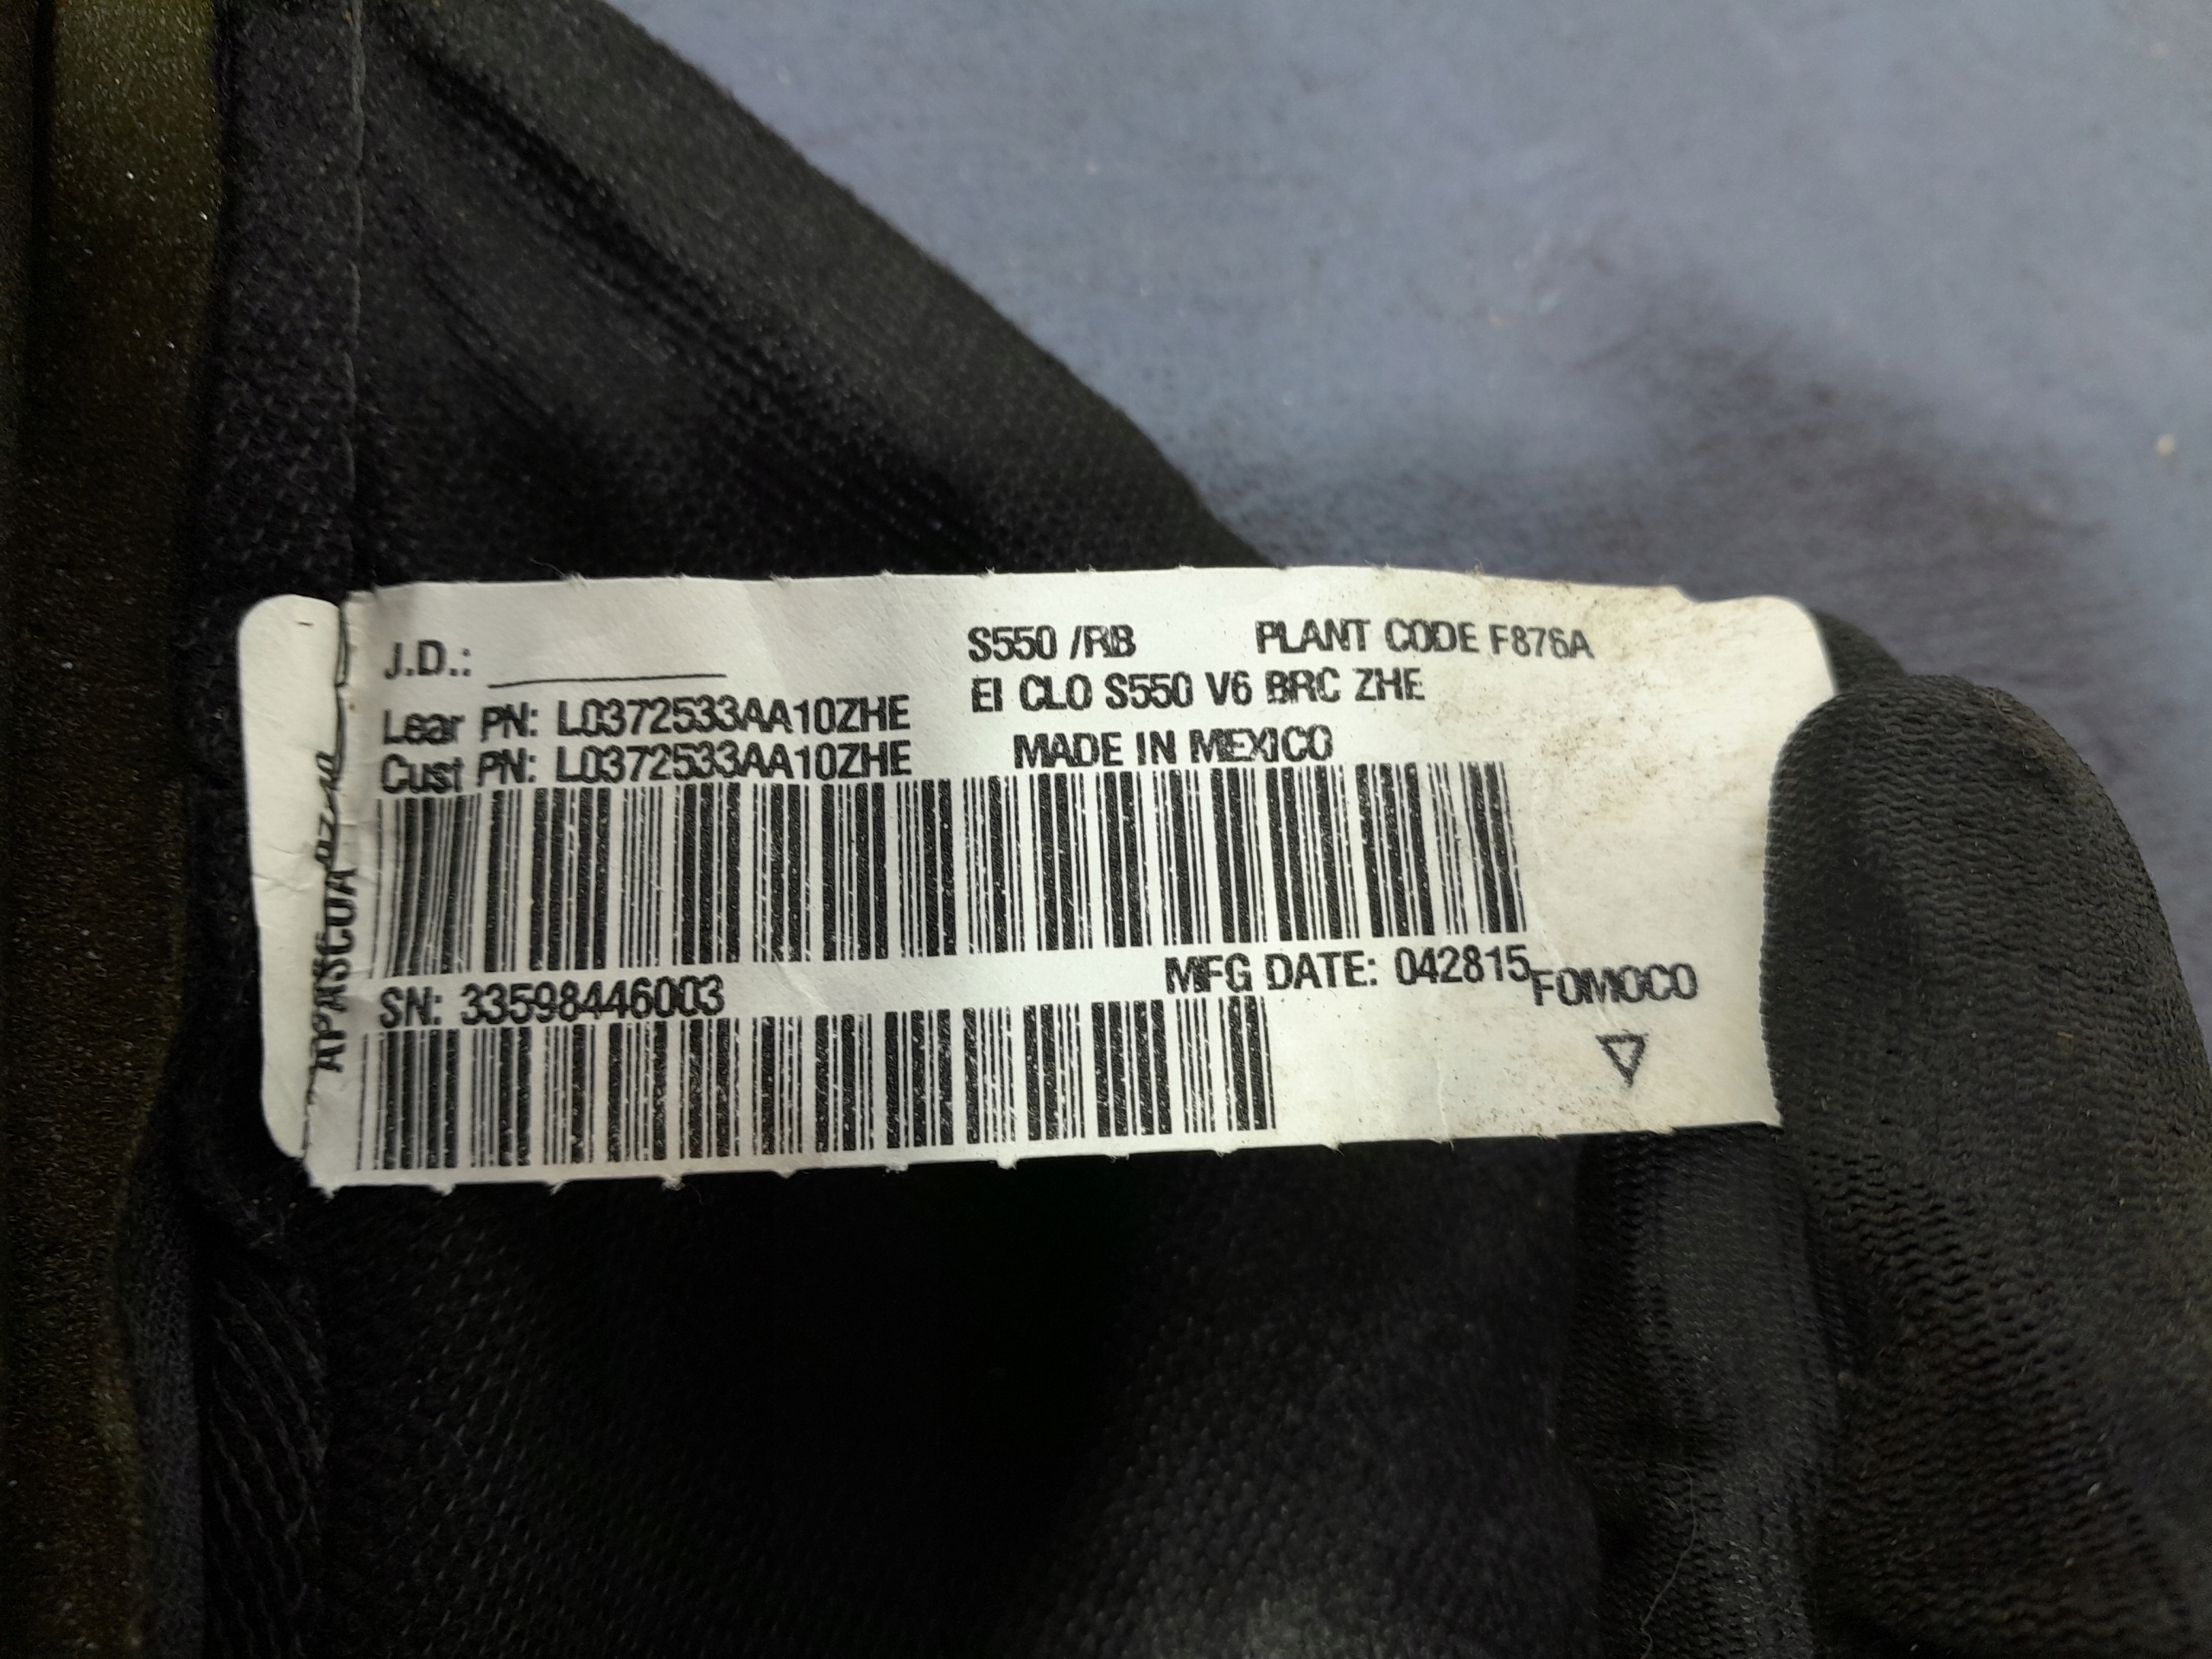 J.D.:
S550 /RB PLANT CODE F876A
EI CLO S550 V6 BRC ZHE
Lear PN: L0372533AA10ZHE
Cust PN: L0372533AA10ZHE
MADE IN MEXICO
SN: 33598446003
MFG DATE: 042815
FOMOCO